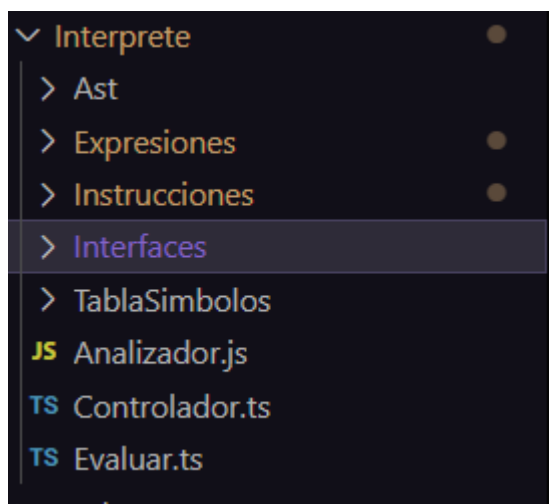 Interprete
Ast
Expresiones
Instrucciones
Interfaces
TablaSimbolos
JS Analizador.js
TS Controlador.ts
TS Evaluar.ts